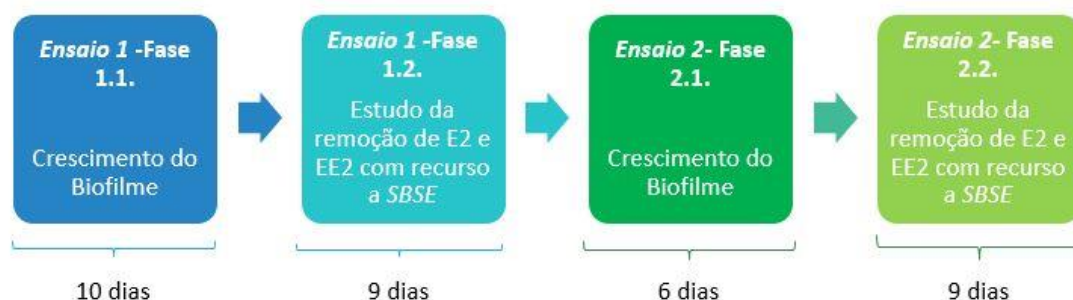 Ensaio 1 -Fase
1.1.
Crescimento do
Biofilme
Ensaio 1 -Fase
1.2.
Estudo da
remoção de E2 e
EE2 com recurso
a SBSE
Ensaio 2- Fase
2.1.
Crescimento do
Biofilme
Ensaio 2- Fase
2.2.
Estudo da
remoção de E2 e
EE2 com recurso
a SBSE
10 dias
9 dias
6 dias
9 dias